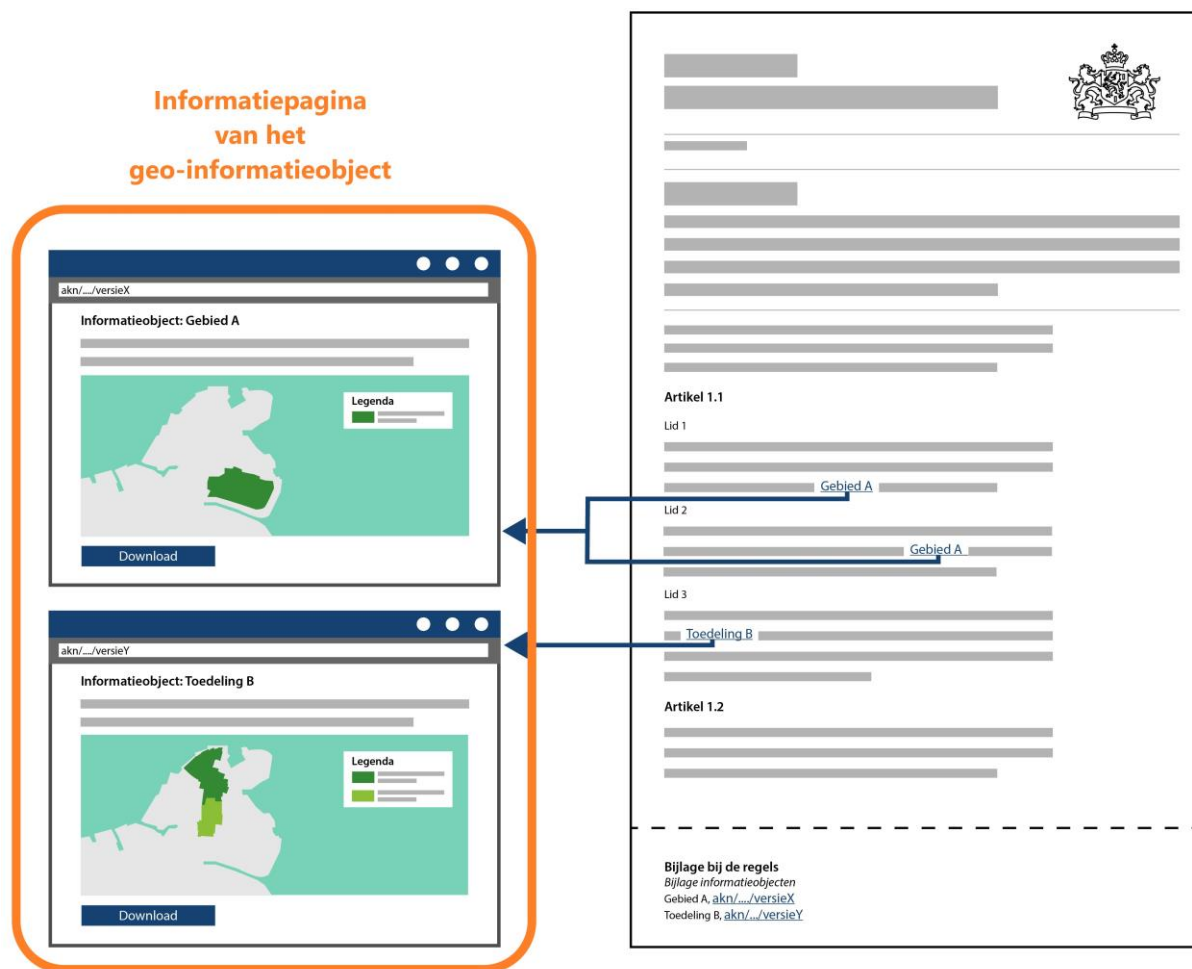 Informatiepagina
van het
geo-informatieobject
akn/..../versieX
Informatieobject: Gebied A
Legenda
Download
akn/.../versieY
Informatieobject: Toedeling B
Legenda
Download
Artikel 1.1
Lid 1
Gebied A
Lid 2
Gebied A
Lid 3
Toedeling B
Artikel 1.2
Bijlage bij de regels
Bijlage informatieobjecten
Gebied A, akn/..../versieX
Toedeling B, akn/.../versieY